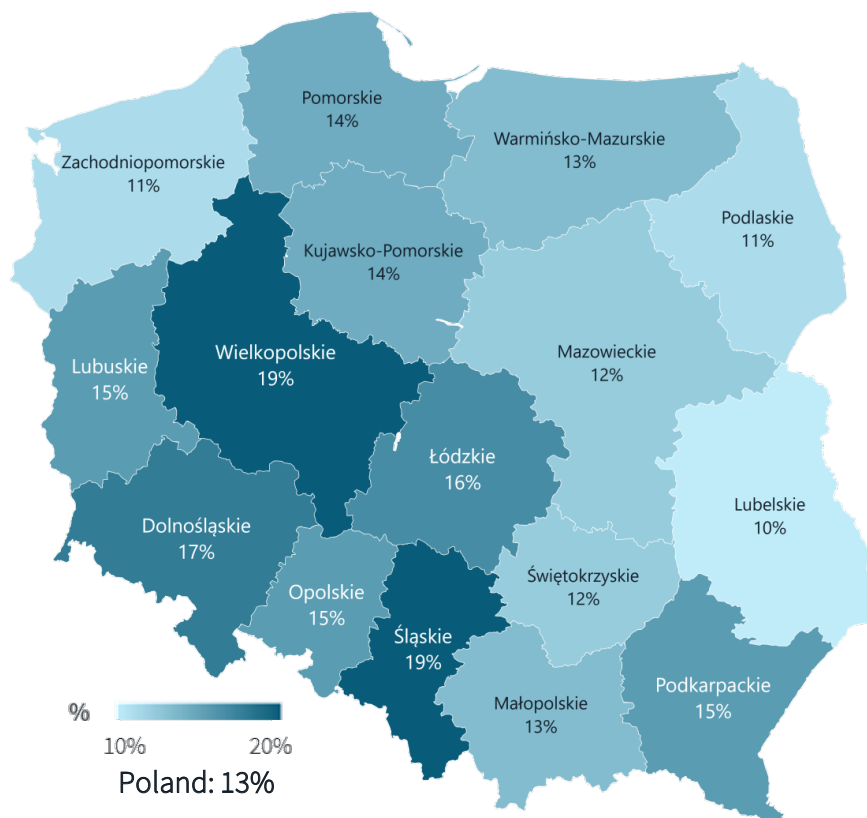 Pomorskie
14%
Warmińsko-Mazurskie
13%
Zachodniopomorskie
11%
Podlaskie
11%
Kujawsko-Pomorskie
14%
Wielkopolskie
19%
Mazowieckie
12%
Lubuskie
15%
Łódzkie
16%
Lubelskie
10%
Dolnośląskie
17%
Świętokrzyskie
12%
Opolskie
15%
Śląskie
19%
Podkarpackie
15%
Małopolskie
13%
%
10% 20%
Poland: 13%